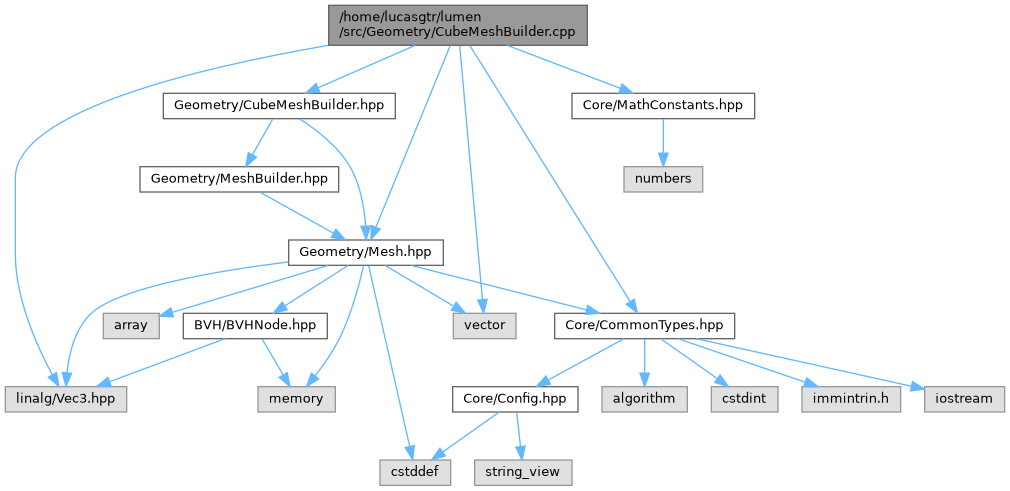 /home/lucasgtr/lumen
/src/Geometry/CubeMeshBuilder.cpp
Geometry/CubeMeshBuilder.hpp
Core/MathConstants.hpp
Geometry/MeshBuilder.hpp
numbers
Geometry/Mesh.hpp
array
BVH/BVHNode.hpp
vector
Core/CommonTypes.hpp
linalg/Vec3.hpp
memory
Core/Config.hpp
algorithm
cstdint
immintrin.h
iostream
cstddef
string_view